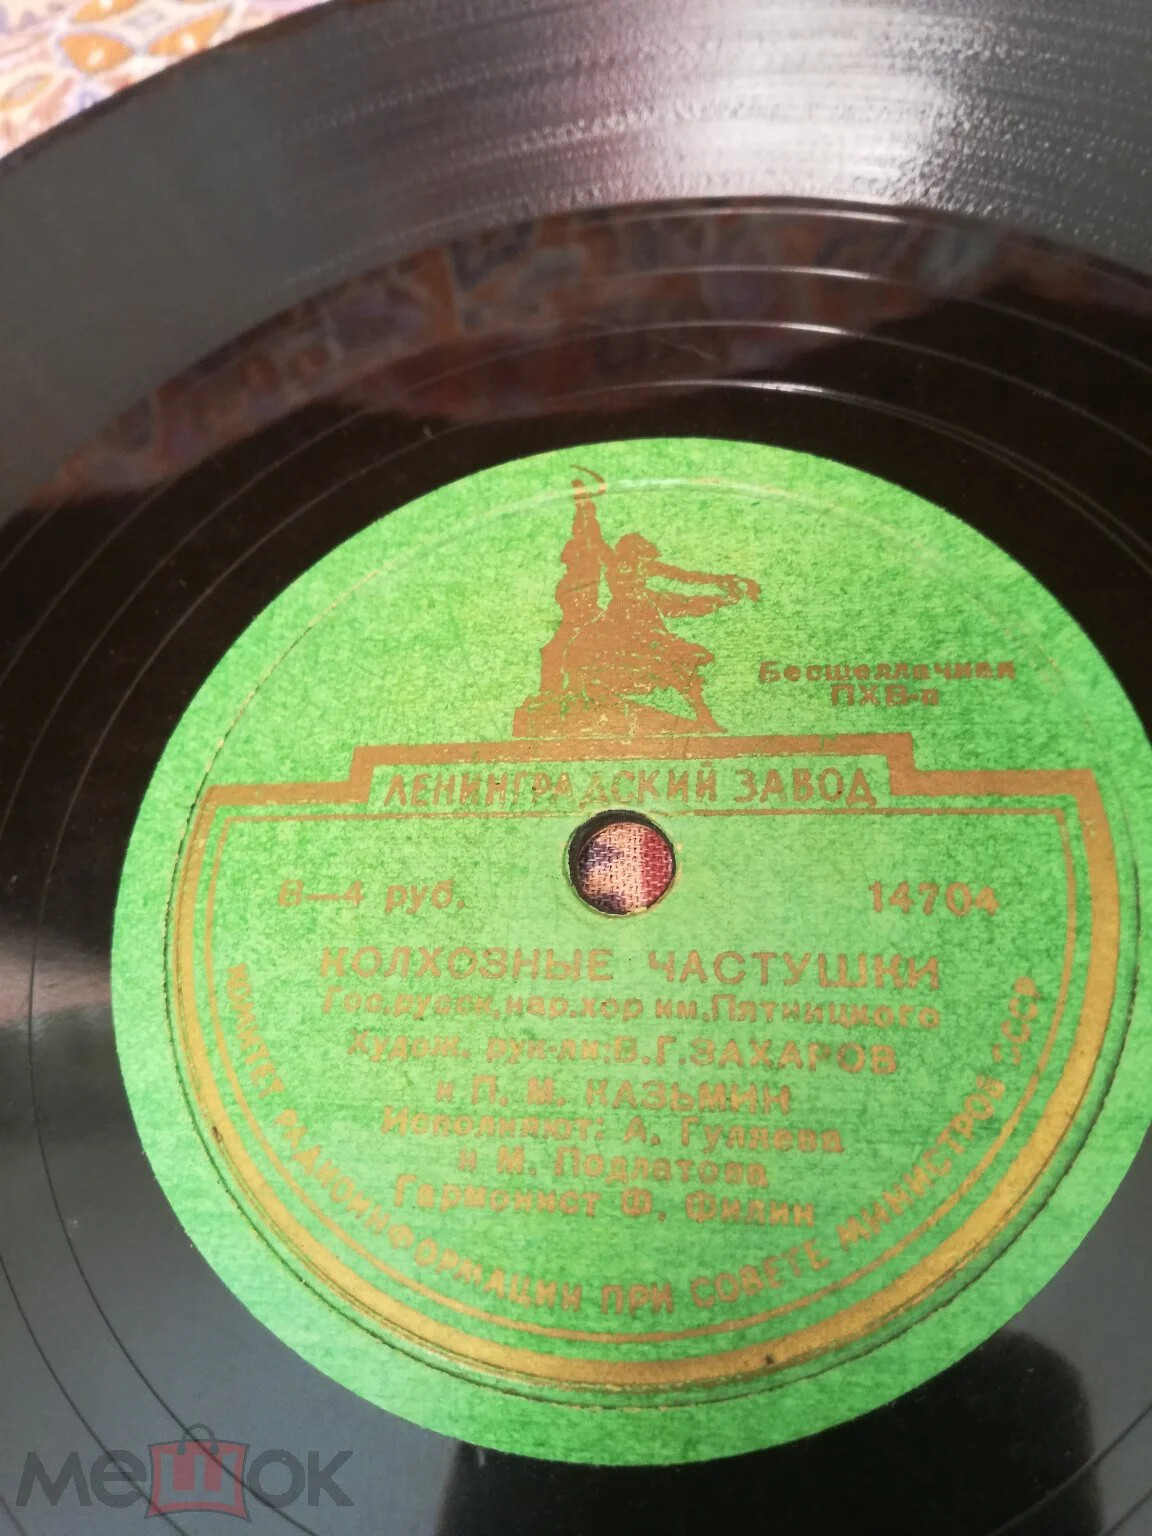 Бесшеллачная
ПХВ-а
ЛЕНИНГРАДСКИЙ ЗАВОД
8—4 руб.
14704
КОЛХОЗНЫЕ ЧАСТУШКИ
Гос.русск.нар.хор им.Пятницкого
Худож. рук-ли:В.Г.ЗАХАРОВ
и П. М. КАЗЬМИН
Исполняют: А. Гуляева
и М. Подлатова
Гармонист Ф. Филин
КОМИТЕТ РАДИОИНФОРМАЦИИ ПРИ СОВЕТЕ МИНИСТРОВ СССР
мешок